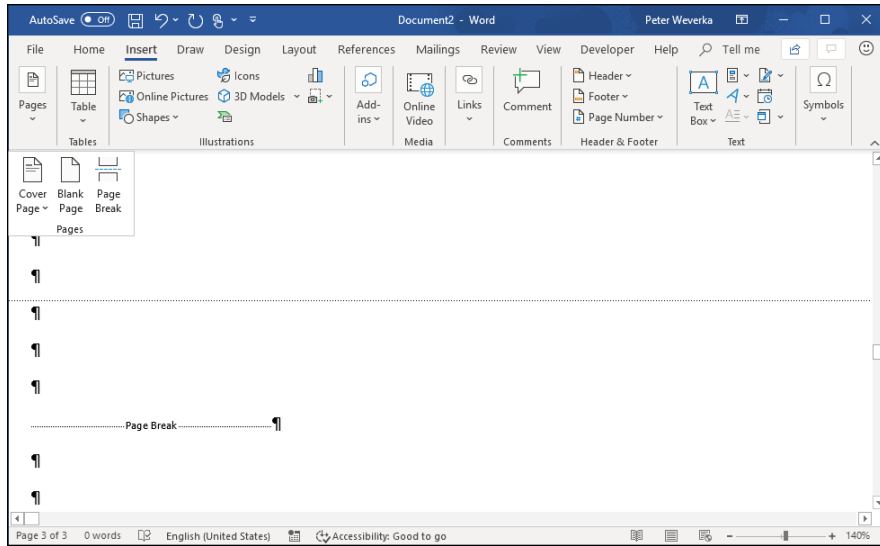 AutoSave Off Document2 - Word Peter Weverka
File Home Insert Draw Design Layout References Mailings Review View Developer Help Tell me
Pages
Table
Tables
Pictures
Online Pictures
Shapes
Icons
3D Models
Illustrations
Add-
ins
Online
Video
Media
Links
Comment
Comments
Header
Footer
Page Number
Header & Footer
Text
Box
Text
Symbols
Cover
Page
Blank
Page
Page
Break
Pages
¶
¶
¶
¶
¶
Page Break ¶
¶
¶
Page 3 of 3 0 words English (United States) Accessibility: Good to go 140%